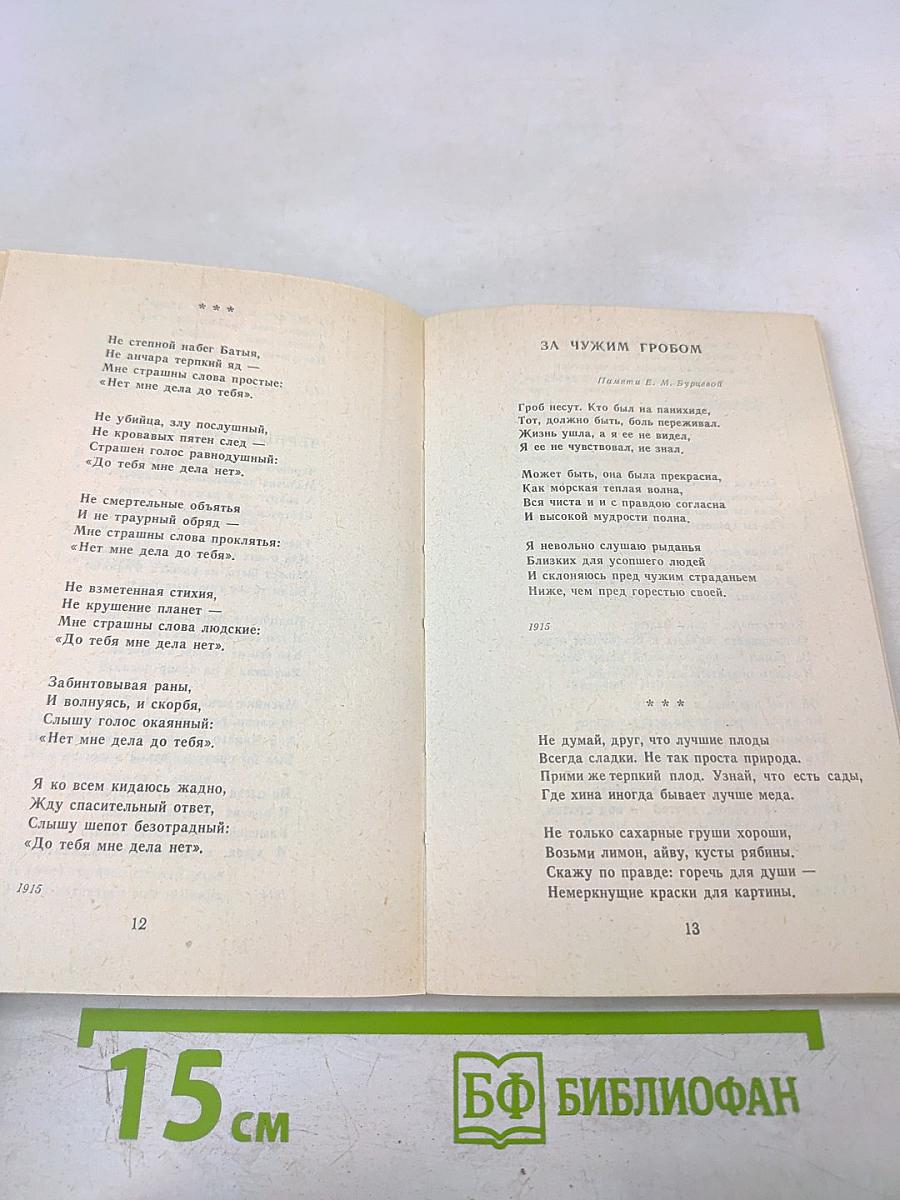 * * *
Не степной набег Батыя,
Не анчара терпкий яд —
Мне страшны слова простые:
«Нет мне дела до тебя».
Не убийца, злу послушный,
Не кровавых пятен след —
Страшен голос равнодушный:
«До тебя мне дела нет».
Не смертельные объятья
И не траурный обряд —
Мне страшны слова проклятья:
«Нет мне дела до тебя».
Не взметенная стихия,
Не крушение планет —
Мне страшны слова людские:
«До тебя мне дела нет».
Забинтовывая раны,
И волнуясь, и скорбя,
Слышу голос окаянный:
«Нет мне дела до тебя».
Я ко всем кидаюсь жадно,
Жду спасительный ответ,
Слышу шепот безотрадный:
«До тебя мне дела нет».
1915
12
ЗА ЧУЖИМ ГРОБОМ
Памяти Е. М. Бурцевой
Гроб несут. Кто был на панихиде,
Тот, должно быть, боль переживал.
Жизнь ушла, а я ее не видел,
Я ее не чувствовал, не знал.
Может быть, она была прекрасна,
Как морская теплая волна,
Вся чиста и с правдою согласна
И высокой мудрости полна.
Я невольно слушаю рыданья
Близких для усопшего людей
И склоняюсь пред чужим страданьем
Ниже, чем пред горестью своей.
1915
* * *
Не думай, друг, что лучшие плоды
Всегда сладки. Не так проста природа.
Прими же терпкий плод. Узнай, что есть сады,
Где хина иногда бывает лучше меда.
Не только сахарные груши хороши,
Возьми лимон, айву, кусты рябины.
Скажу по правде: горечь для души —
Немеркнущие краски для картины.
13
15 см
БФ БИБЛИОФАН